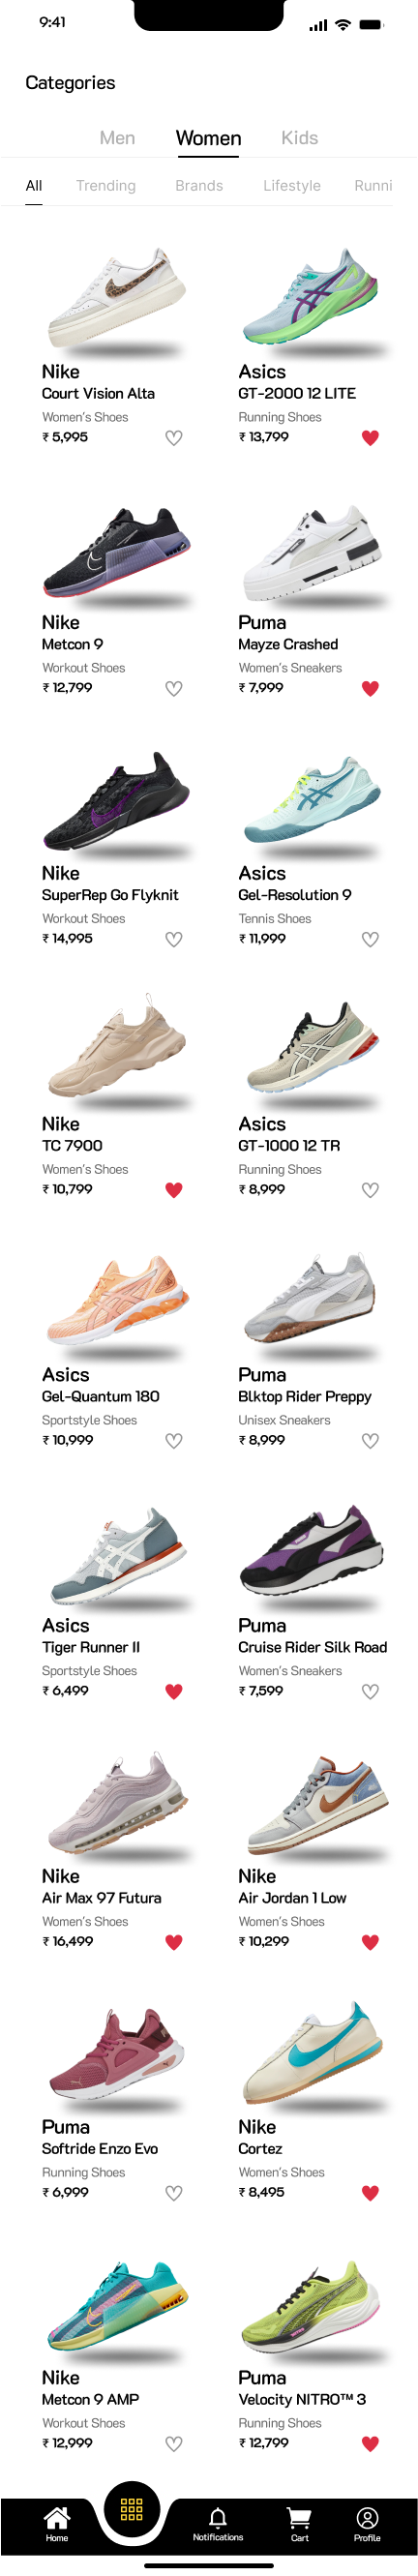 9:41
Categories
Men Women Kids
All Trending Brands Lifestyle Runni
Nike
Court Vision Alta
Women's Shoes
₹ 5,995
Asics
GT-2000 12 LITE
Running Shoes
₹ 13,799
Nike
Metcon 9
Workout Shoes
₹ 12,799
Puma
Mayze Crashed
Women's Sneakers
₹ 7,999
Nike
SuperRep Go Flyknit
Workout Shoes
₹ 14,995
Asics
Gel-Resolution 9
Tennis Shoes
₹ 11,999
Nike
TC 7900
Women's Shoes
₹ 10,799
Asics
GT-1000 12 TR
Running Shoes
₹ 8,999
Asics
Gel-Quantum 180
Sportstyle Shoes
₹ 10,999
Puma
Blktop Rider Preppy
Unisex Sneakers
₹ 8,999
Asics
Tiger Runner II
Sportstyle Shoes
₹ 6,499
Puma
Cruise Rider Silk Road
Women's Sneakers
₹ 7,599
Nike
Air Max 97 Futura
Women's Shoes
₹ 16,499
Nike
Air Jordan 1 Low
Women's Shoes
₹ 10,299
Puma
Softride Enzo Evo
Running Shoes
₹ 6,999
Nike
Cortez
Women's Shoes
₹ 8,495
Nike
Metcon 9 AMP
Workout Shoes
₹ 12,999
Puma
Velocity NITRO™ 3
Running Shoes
₹ 12,799
Home Notifications Cart Profile